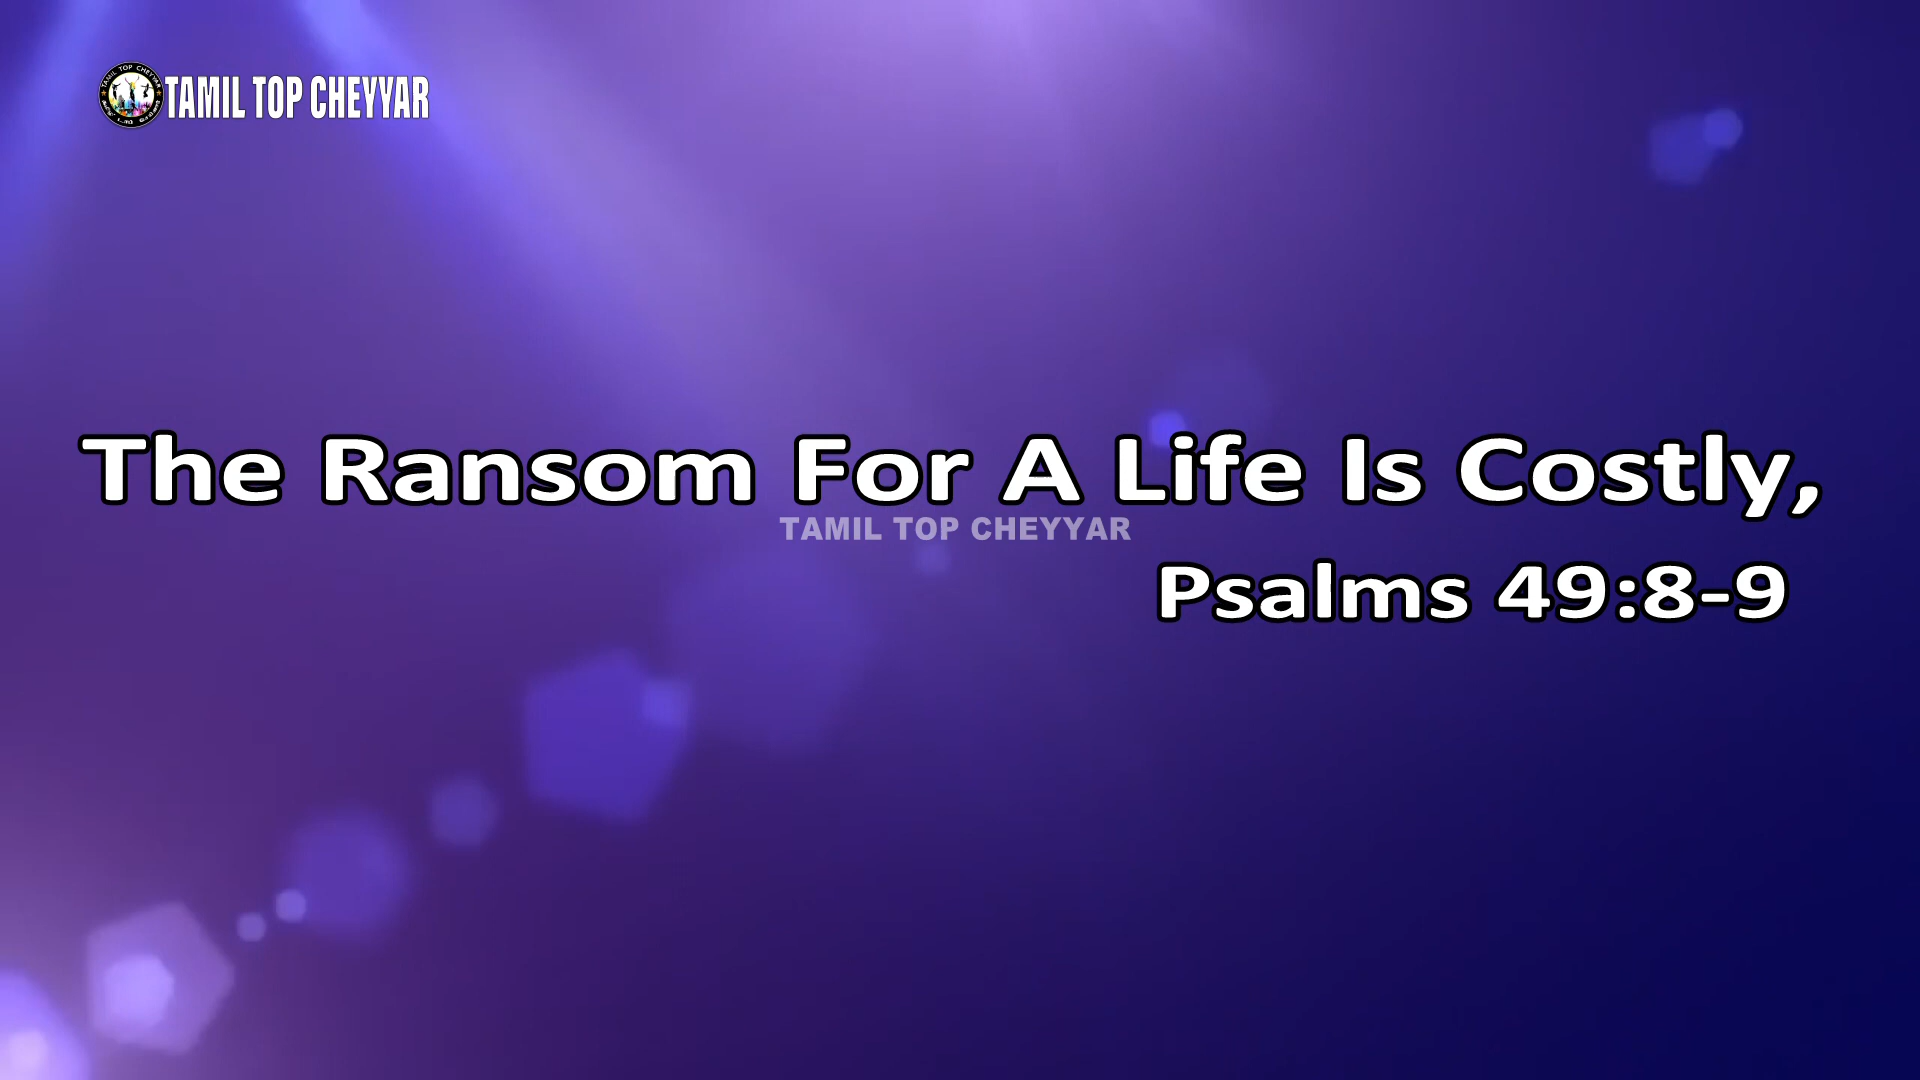 TAMIL TOP CHEYYAR
The Ransom For A Life Is Costly,
TAMIL TOP CHEYYAR
Psalms 49:8-9